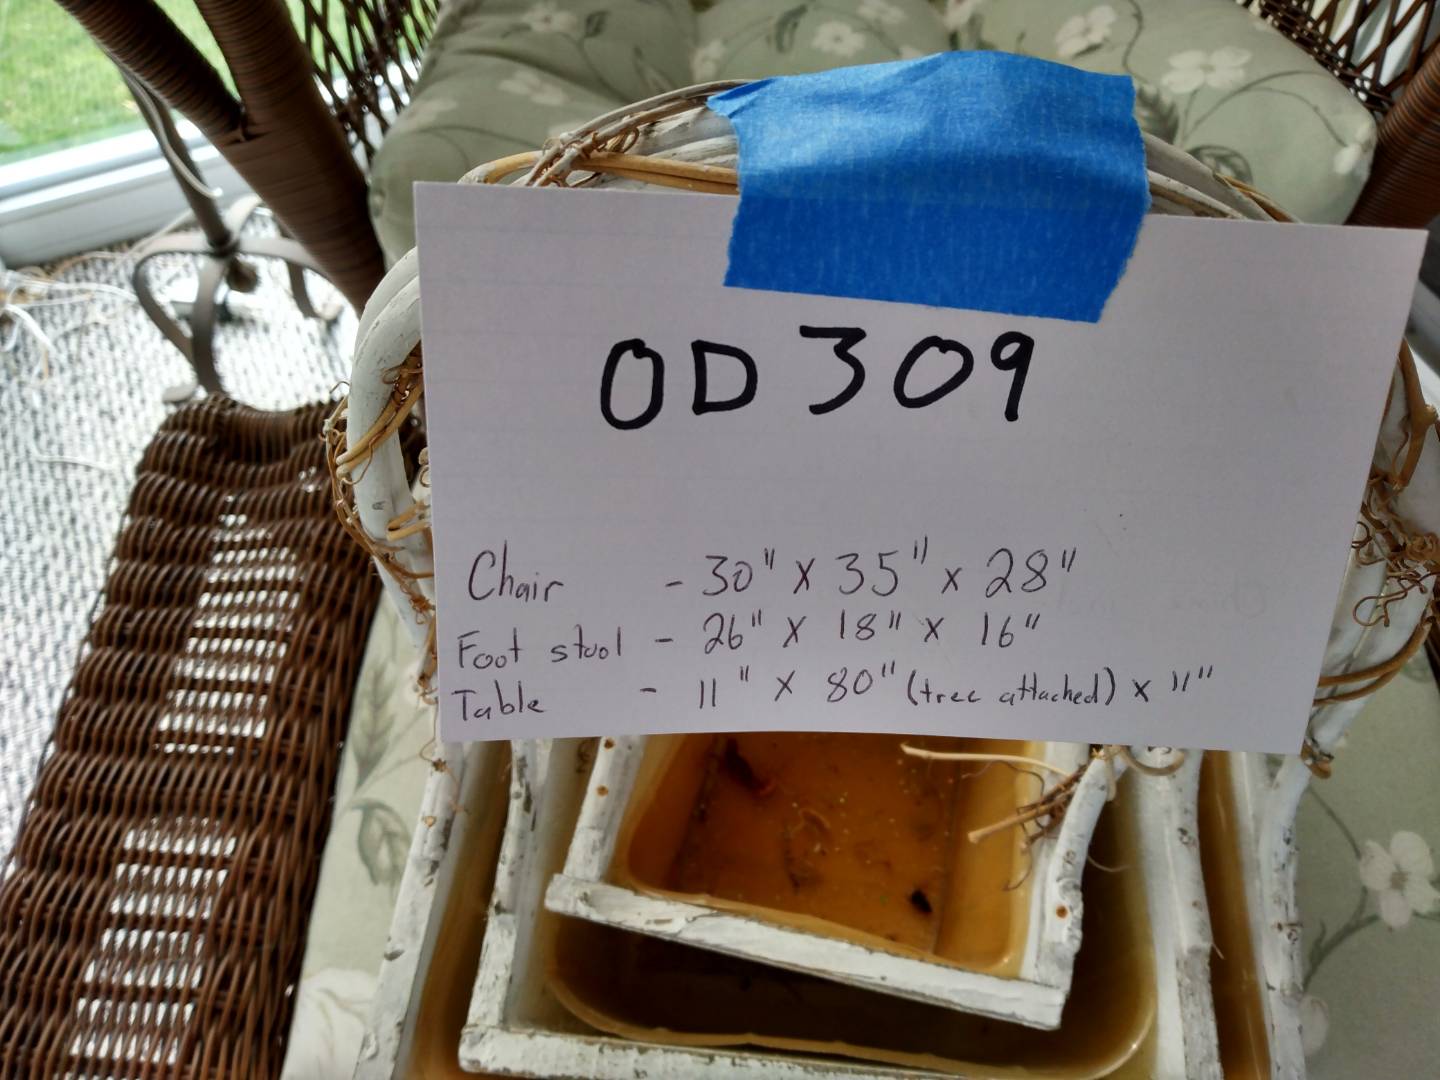 OD309
Chair - 30" x 35" x 28"
Foot stool - 26" x 18" x 16"
Table - 11" x 80" (tree attached) x 11"